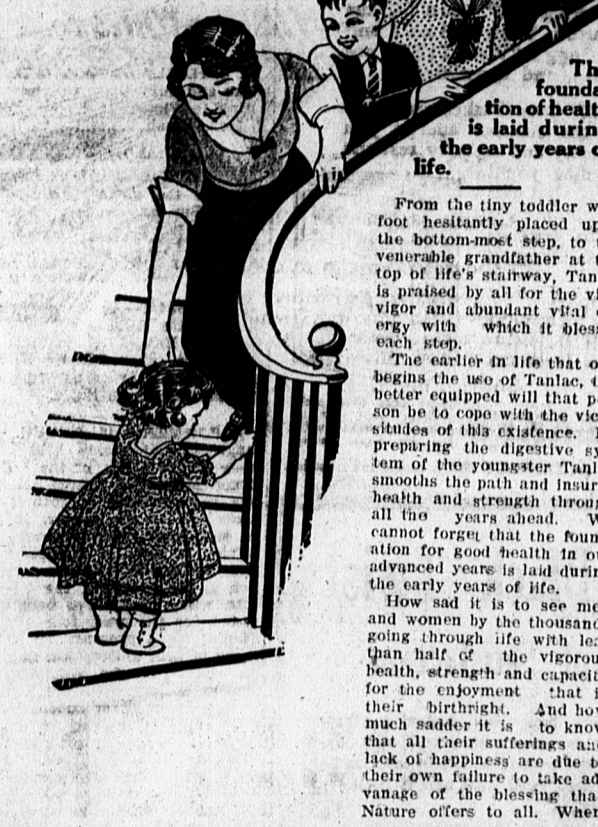 Th
founda
tion of healt
is laid durin
the early years o
life.
From the tiny toddler w
foot hesitantly placed up
the bottom-most step, to t
venerable grandfather at t
top of life's stairway, Tan
is praised by all for the vi
vigor and abundant vital e
ergy with which it bless
each step.
The earlier in life that o
begins the use of Tanlac, t
better equipped will that p
son be to cope with the vic
situdes of this existence.
preparing the digestive sy
tem of the youngster Tanl
smooths the path and insur
health and strength throug
all the years ahead. W
cannot forget that the foun
ation for good health in ou
advanced years is laid durin
the early years of life.
How sad it is to see me
and women by the thousand
going through life with les
than half of the vigorou
health, strength and capacit
for the enjoyment that i
their birthright. And how
much sadder it is to know
that all their sufferings an
lack of happiness are due t
their own failure to take ad
vanage of the blessing tha
Nature offers to all. When